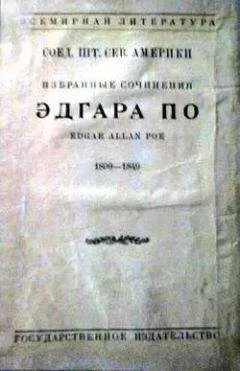 ВСЕМИРНАЯ ЛИТЕРАТУРА
СОЕД. ШТ. СЕВ. АМЕРИКИ
ИЗБРАННЫЕ СОЧИНЕНИЯ
ЭДГАРА ПО
EDGAR ALLAN POE
1809—1849
ГОСУДАРСТВЕННОЕ ИЗДАТЕЛЬСТВО